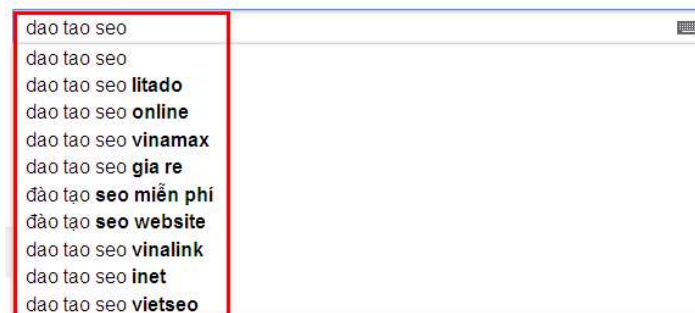 dao tao seo
dao tao seo
dao tao seo litado
dao tao seo online
dao tao seo vinamax
dao tao seo gia re
đào tạo seo miễn phí
đào tạo seo website
dao tao seo vinalink
dao tao seo inet
dao tao seo vietseo